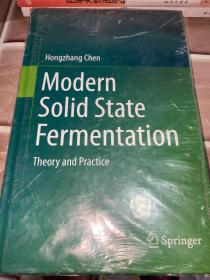 Hongzhang Chen
Modern
Solid State
Fermentation
Theory and Practice
Springer